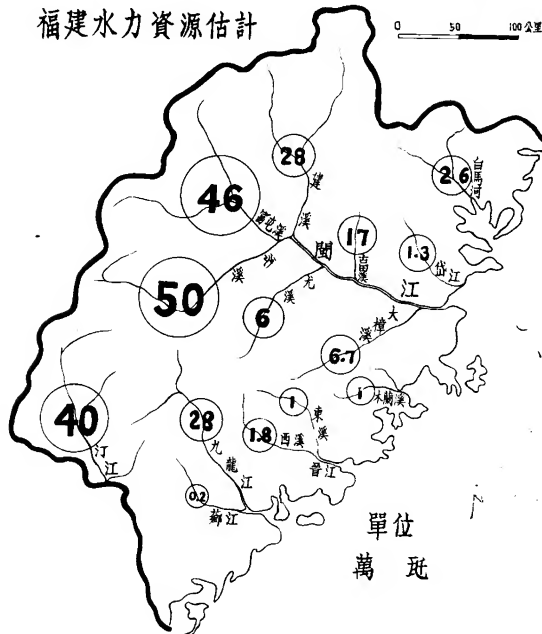 福建水力資源估計
0 50 100公里
28
建溪
2 6
白馬河
46
富屯溪
17
古田溪
1.3
岱江
閩江
50
沙溪
6
尤溪
大樟溪
6.7
40
汀江
28
九龍江
1
東溪
1
木蘭溪
1.8
西溪
晉江
0.2
薌江
單位
萬瓩